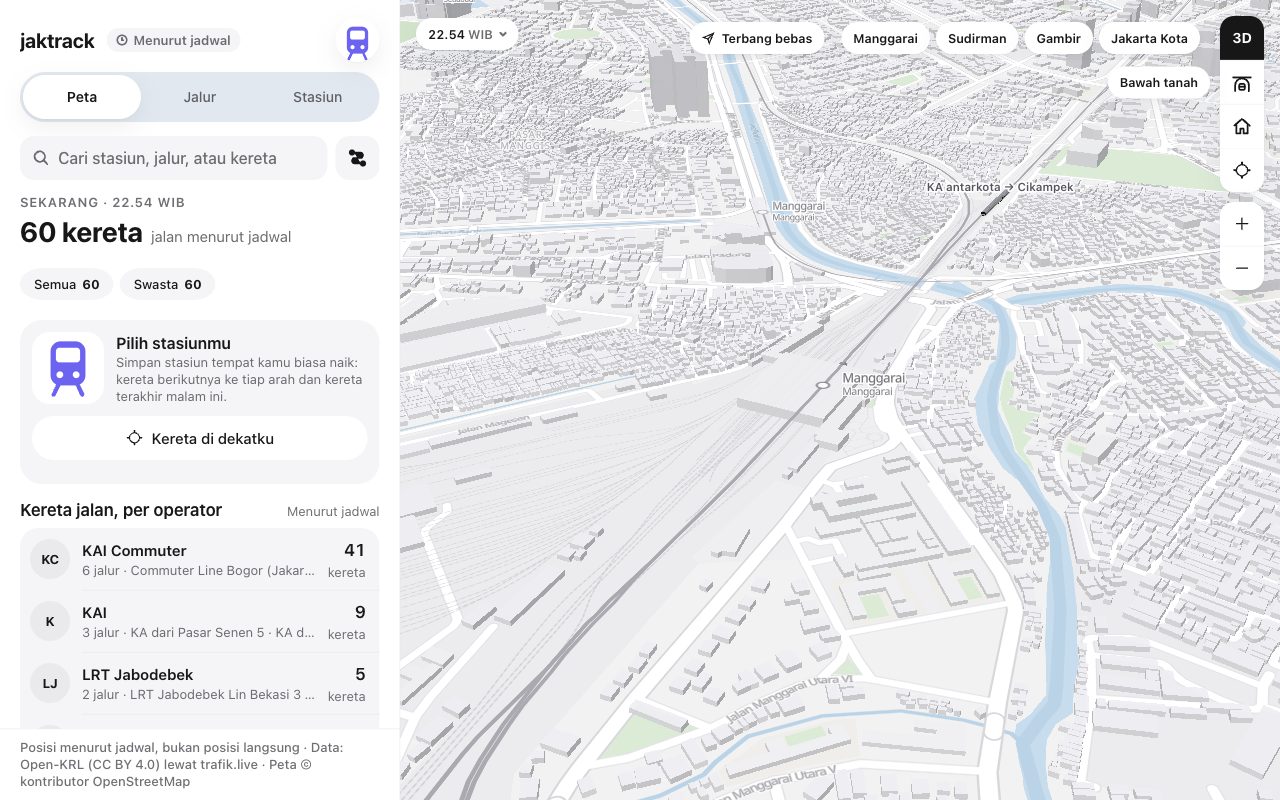 jaktrack
Menurut jadwal
Peta
Jalur
Stasiun
Cari stasiun, jalur, atau kereta
SEKARANG · 22.54 WIB
60 kereta jalan menurut jadwal
Semua 60
Swasta 60
Pilih stasiunmu
Simpan stasiun tempat kamu biasa naik:
kereta berikutnya ke tiap arah dan kereta
terakhir malam ini.
Kereta di dekatku
Kereta jalan, per operator
Menurut jadwal
KC
KAI Commuter
41
6 jalur · Commuter Line Bogor (Jakar...
kereta
K
KAI
9
3 jalur · KA dari Pasar Senen 5 · KA d...
kereta
LJ
LRT Jabodebek
5
2 jalur · LRT Jabodebek Lin Bekasi 3 ...
kereta
Posisi menurut jadwal, bukan posisi langsung · Data:
Open-KRL (CC BY 4.0) lewat trafik.live · Peta ©
kontributor OpenStreetMap
22.54 WIB
Terbang bebas
Manggarai
Sudirman
Gambir
Jakarta Kota
3D
Bawah tanah
KA antarkota → Cikampek
Manggarai
Manggarai
Manggarai
Manggarai
Jalan Magesen
Jalan Manggarai Utara VI
Jalan Manggarai Utara V